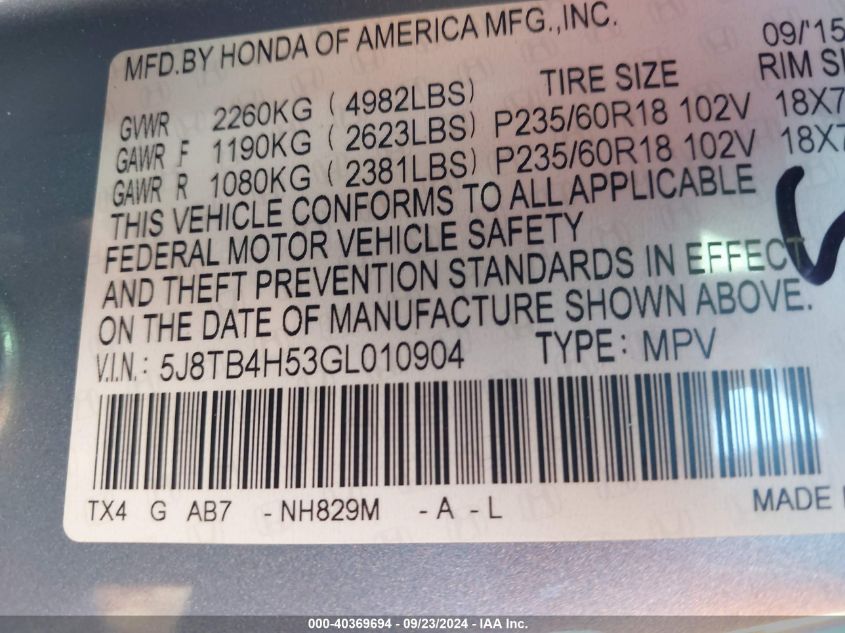 MFD.BY HONDA OF AMERICA MFG.,INC. 09/'15
TIRE SIZE RIM
GVWR 2260KG (4982LBS)
GAWR F 1190KG (2623LBS) P235/60R18 102V 18X7
GAWR R 1080KG (2381LBS) P235/60R18 102V 18X7
THIS VEHICLE CONFORMS TO ALL APPLICABLE
FEDERAL MOTOR VEHICLE SAFETY
AND THEFT PREVENTION STANDARDS IN EFFECT
ON THE DATE OF MANUFACTURE SHOWN ABOVE.
V.I.N.: 5J8TB4H53GL010904 TYPE: MPV
TX4 G AB7 -NH829M -A -L MADE
000-40369694 / 09/23/2024 - IAA Inc.